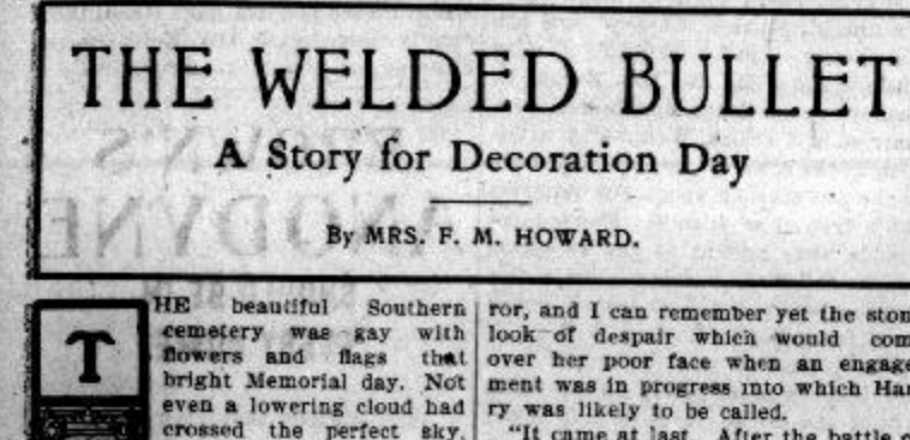 THE WELDED BULLET
A Story for Decoration Day
By MRS. F. M. HOWARD.
THE beautiful Southern
cemetery was gay with
flowers and flags that
bright Memorial day. Not
even a lowering cloud had
crossed the perfect sky,
ror, and I can remember yet the ston
look of despair which would com
over her poor face when an engage
ment was in progress into which Har
ry was likely to be called.
"It came at last. After the battle